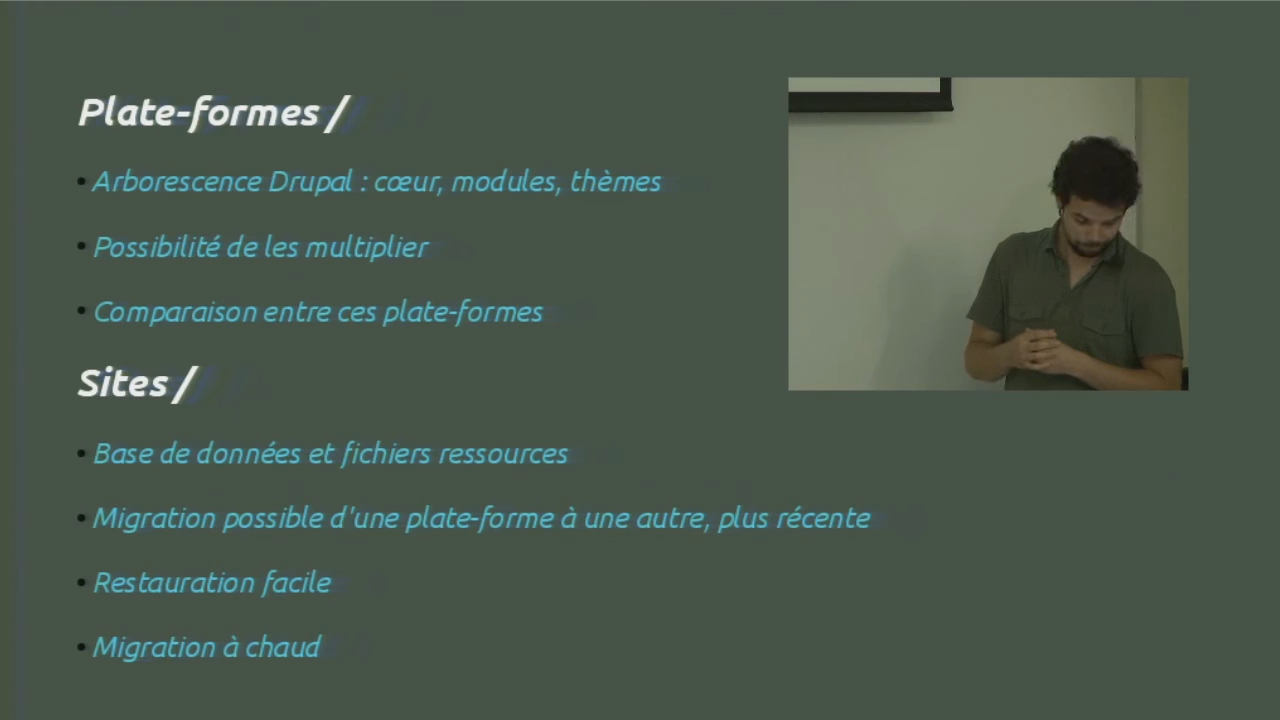 Plate-formes /
• Arborescence Drupal : cœur, modules, thèmes
• Possibilité de les multiplier
• Comparaison entre ces plate-formes
Sites /
• Base de données et fichiers ressources
• Migration possible d'une plate-forme à une autre, plus récente
• Restauration facile
• Migration à chaud